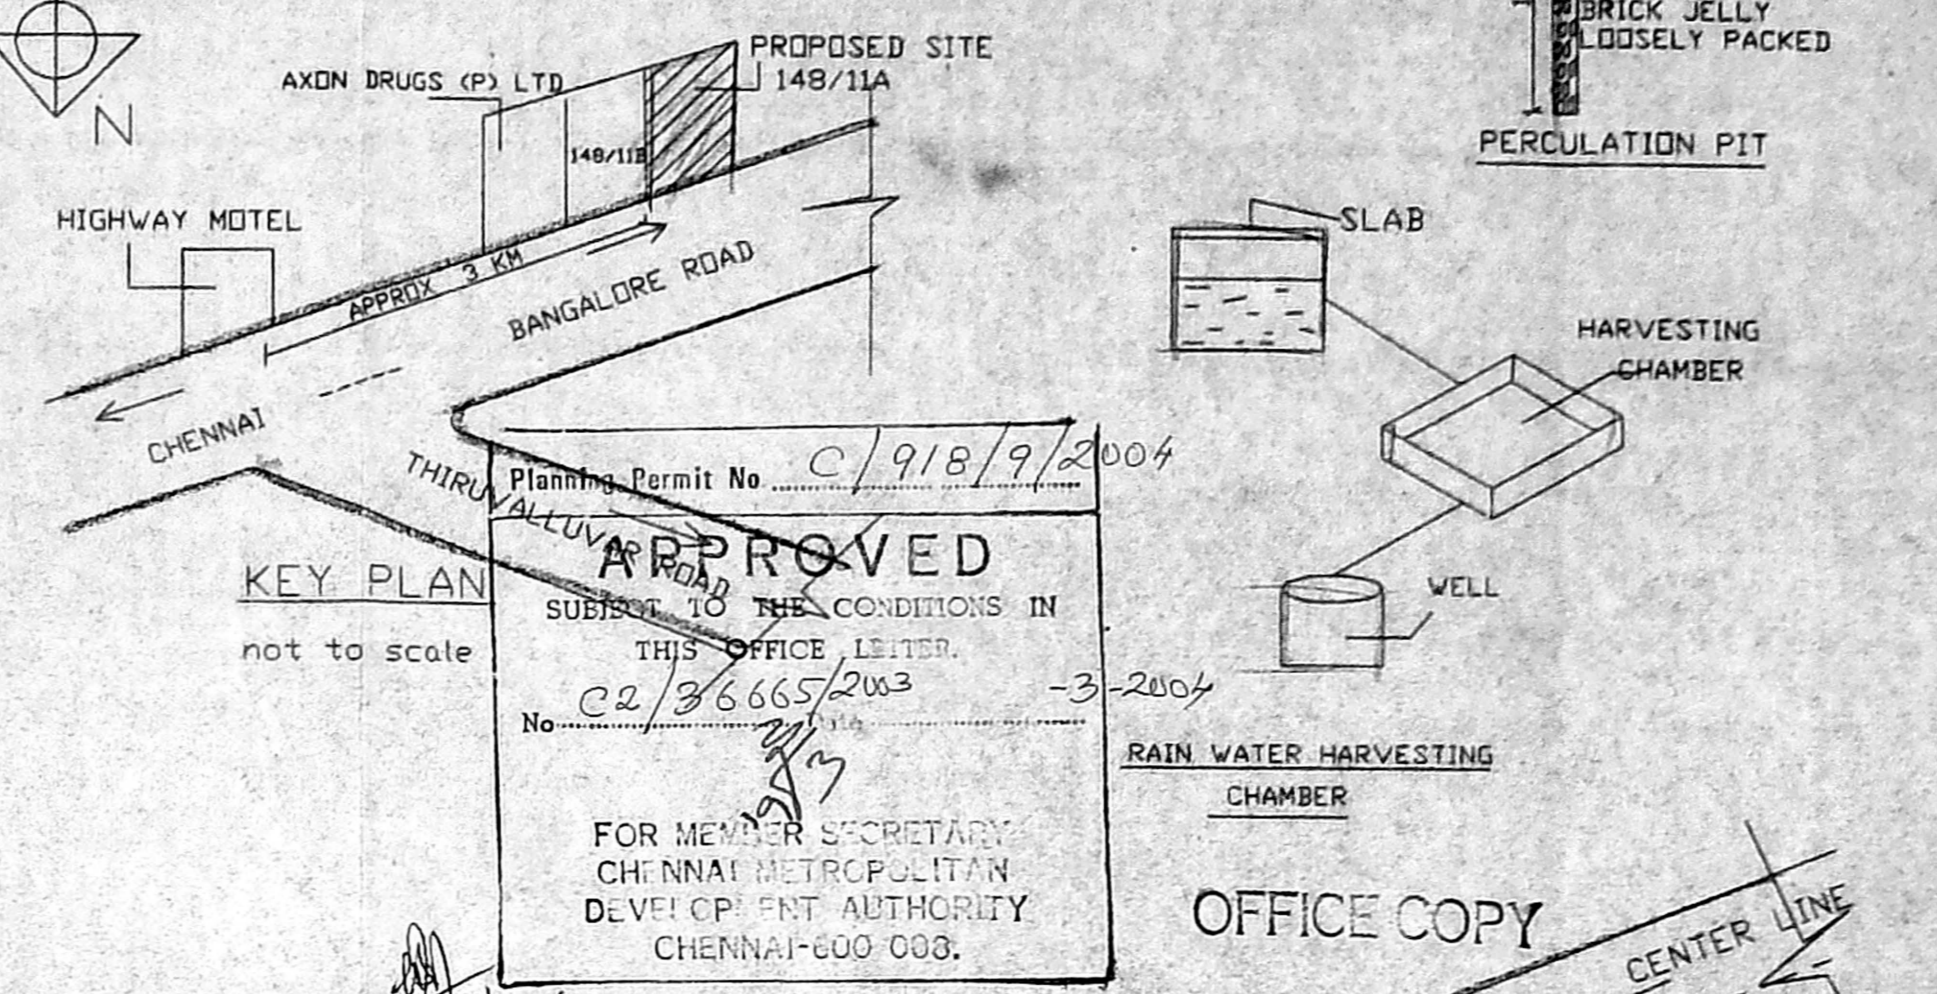 BRICK JELLY
LOOSELY PACKED
PERCULATION PIT
N
AXON DRUGS (P) LTD
PROPOSED SITE
148/11A
148/11B
HIGHWAY MOTEL
APPROX 3 KM
BANGALORE ROAD
CHENNAI
THIRUVALLUVAR ROAD
KEY PLAN
not to scale
SLAB
HARVESTING
CHAMBER
WELL
RAIN WATER HARVESTING
CHAMBER
Planning Permit No C/918/9/2004
APPROVED
SUBJECT TO THE CONDITIONS IN
THIS OFFICE LETTER.
No C2/36665/2003 Date -3-2004
FOR MEMBER SECRETARY
CHENNAI METROPOLITAN
DEVELOPMENT AUTHORITY
CHENNAI-600 008.
OFFICE COPY
CENTER LINE